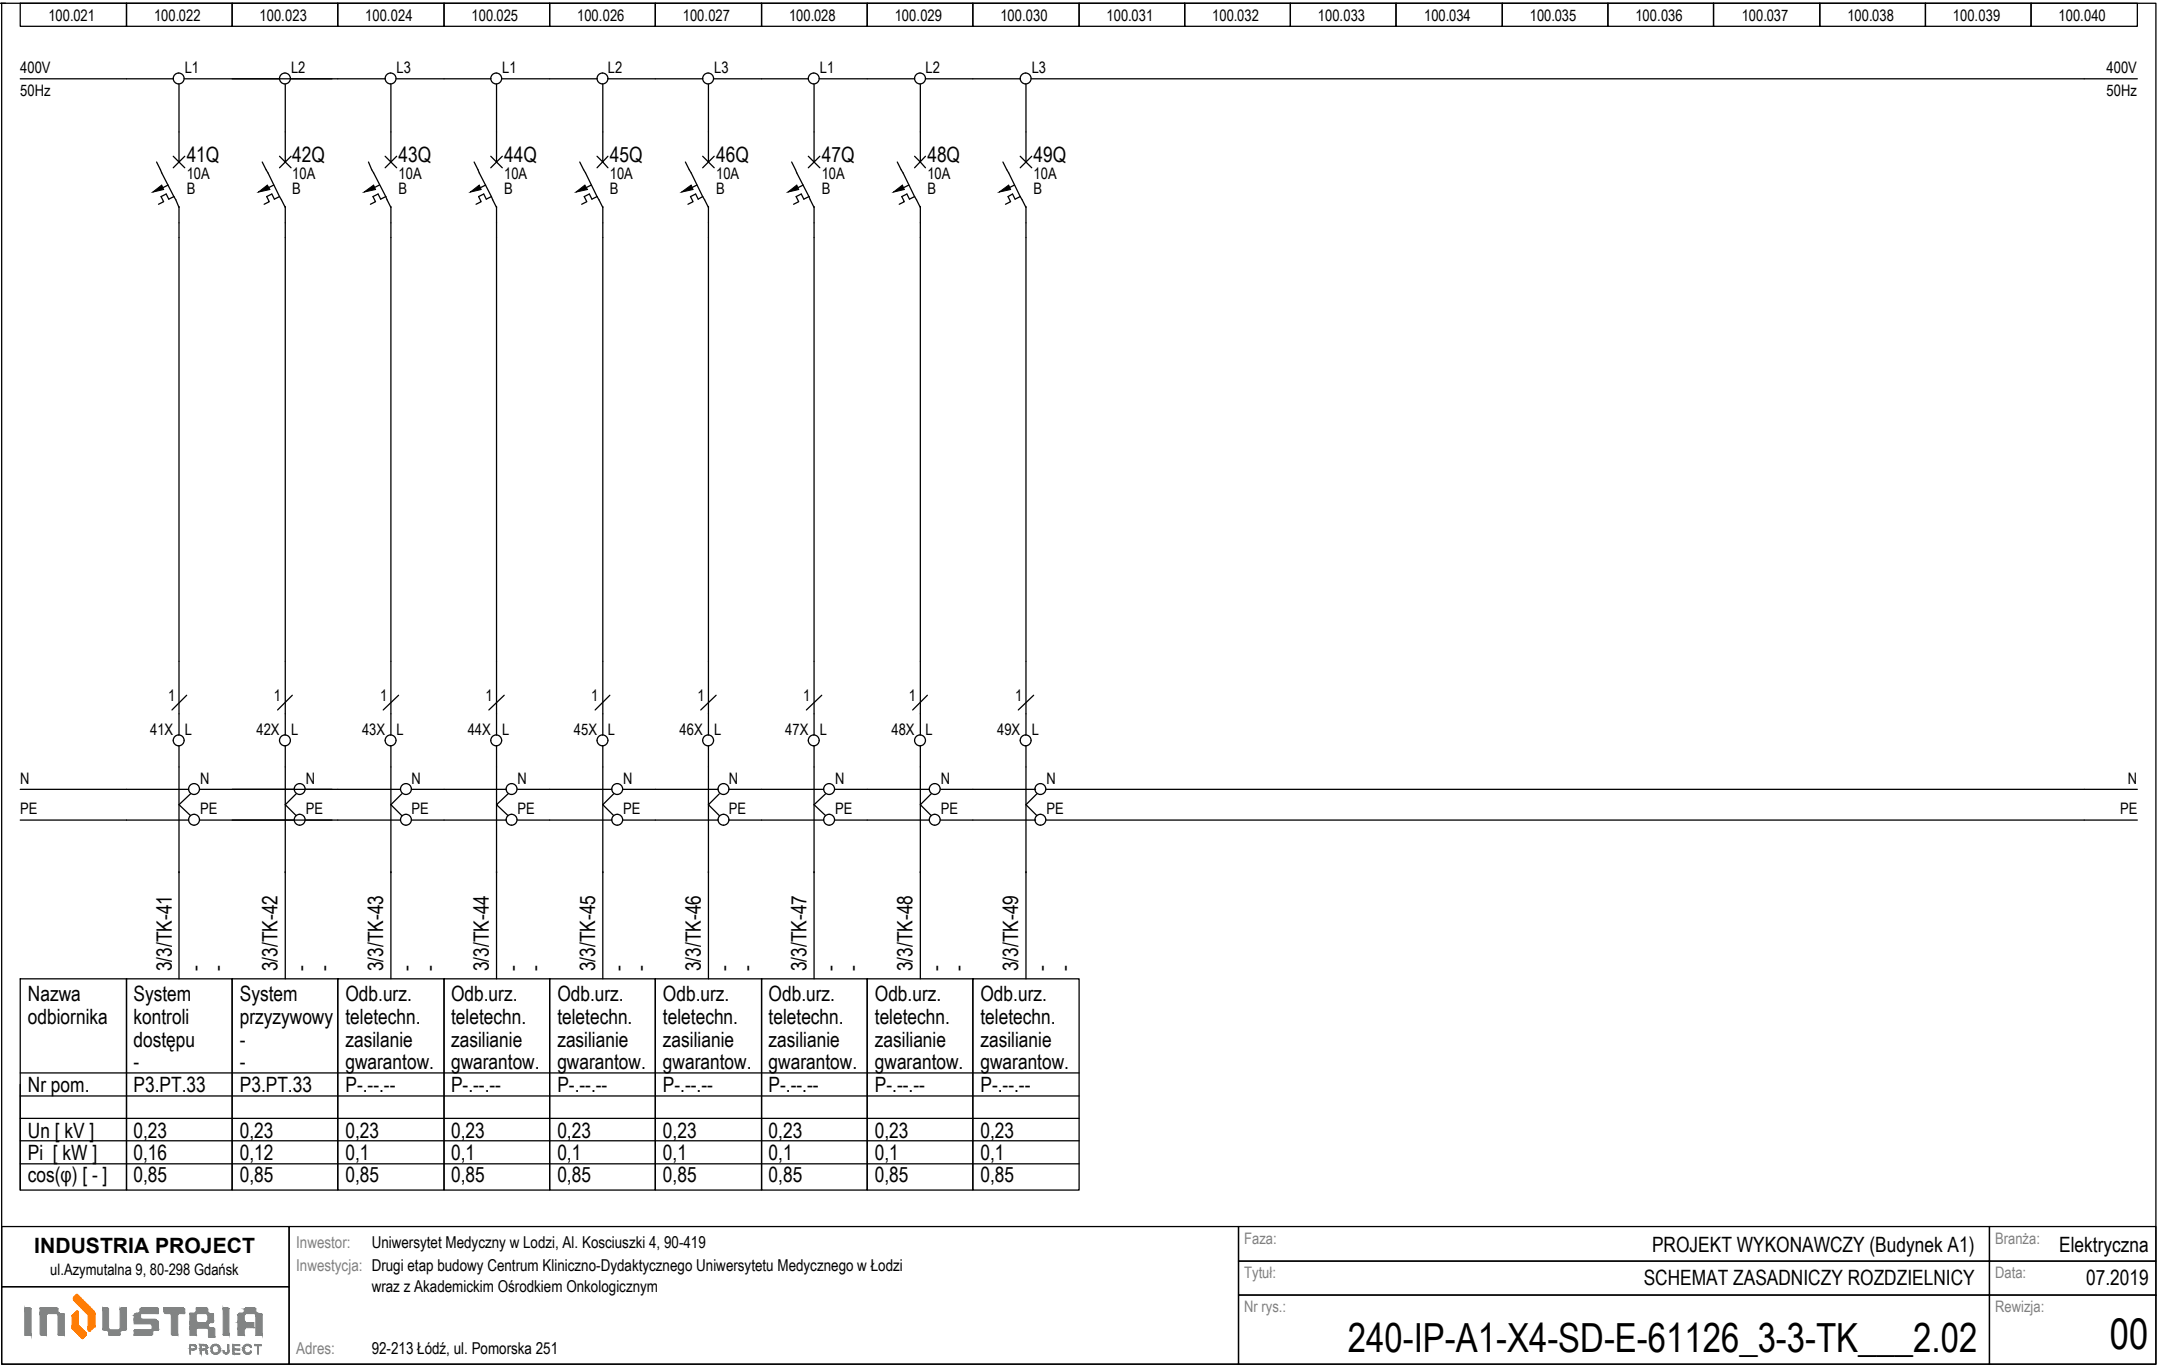 100.021 100.022 100.023 100.024 100.025 100.026 100.027 100.028 100.029 100.030 100.031 100.032 100.033 100.034 100.035 100.036 100.037 100.038 100.039 100.040
400V L1 L2 L3 L1 L2 L3 L1 L2 L3 400V
50Hz 50Hz
41Q 42Q 43Q 44Q 45Q 46Q 47Q 48Q 49Q
10A 10A 10A 10A 10A 10A 10A 10A 10A
B B B B B B B B B
1 1 1 1 1 1 1 1 1
41X L 42X L 43X L 44X L 45X L 46X L 47X L 48X L 49X L
N N N N N N N N N N N
PE PE PE PE PE PE PE PE PE PE PE
3/3/TK-41 3/3/TK-42 3/3/TK-43 3/3/TK-44 3/3/TK-45 3/3/TK-46 3/3/TK-47 3/3/TK-48 3/3/TK-49
Nazwa System System Odb.urz. Odb.urz. Odb.urz. Odb.urz. Odb.urz. Odb.urz. Odb.urz.
odbiornika kontroli przyzywowy teletechn. teletechn. teletechn. teletechn. teletechn. teletechn. teletechn.
dostępu - zasilanie zasilianie zasilianie zasilianie zasilianie zasilianie zasilianie
- - gwarantow. gwarantow. gwarantow. gwarantow. gwarantow. gwarantow. gwarantow.
Nr pom. P3.PT.33 P3.PT.33 P-.--.-- P-.--.-- P-.--.-- P-.--.-- P-.--.-- P-.--.-- P-.--.--
Un [ kV ] 0,23 0,23 0,23 0,23 0,23 0,23 0,23 0,23 0,23
Pi [ kW ] 0,16 0,12 0,1 0,1 0,1 0,1 0,1 0,1 0,1
cos(φ) [ - ] 0,85 0,85 0,85 0,85 0,85 0,85 0,85 0,85 0,85
INDUSTRIA PROJECT
ul.Azymutalna 9, 80-298 Gdańsk
INDUSTRIA
PROJECT
Inwestor: Uniwersytet Medyczny w Lodzi, Al. Kosciuszki 4, 90-419
Inwestycja: Drugi etap budowy Centrum Kliniczno-Dydaktycznego Uniwersytetu Medycznego w Łodzi
wraz z Akademickim Ośrodkiem Onkologicznym
Adres: 92-213 Łódź, ul. Pomorska 251
Faza: PROJEKT WYKONAWCZY (Budynek A1)
Branża: Elektryczna
Tytuł: SCHEMAT ZASADNICZY ROZDZIELNICY
Data: 07.2019
Nr rys.: 240-IP-A1-X4-SD-E-61126_3-3-TK___2.02
Rewizja: 00